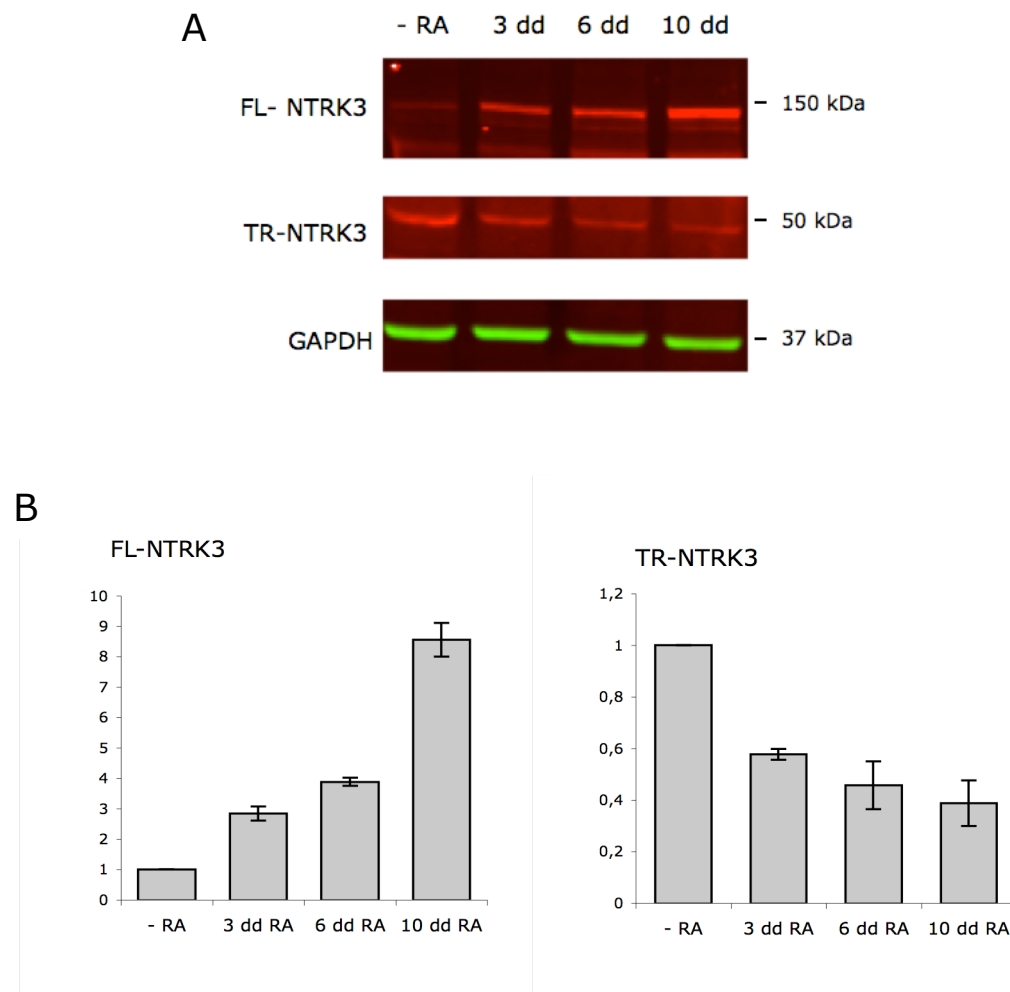 A
- RA 3 dd 6 dd 10 dd
FL- NTRK3
150 kDa
TR-NTRK3
50 kDa
GAPDH
37 kDa
B
FL-NTRK3
10
9
8
7
6
5
4
3
2
1
0
- RA 3 dd RA 6 dd RA 10 dd RA
TR-NTRK3
1,2
1
0,8
0,6
0,4
0,2
0
- RA 3 dd RA 6 dd RA 10 dd RA